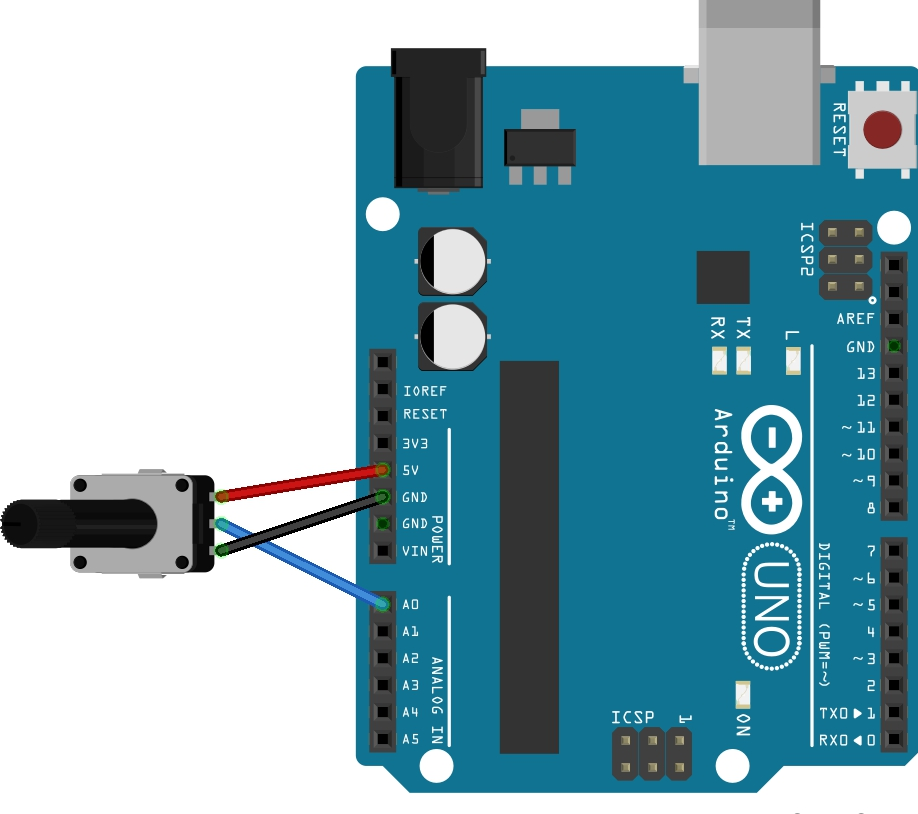 RESET
ICSP2
AREF
GND
13
12
~11
~10
~9
8
7
~6
~5
4
~3
2
TX0▶1
RX0◀0
DIGITAL (PWM=~)
RX
TX
L
Arduino™
UNO
ON
ICSP
1
IOREF
RESET
3V3
5V
GND
GND
VIN
POWER
A0
A1
A2
A3
A4
A5
ANALOG IN